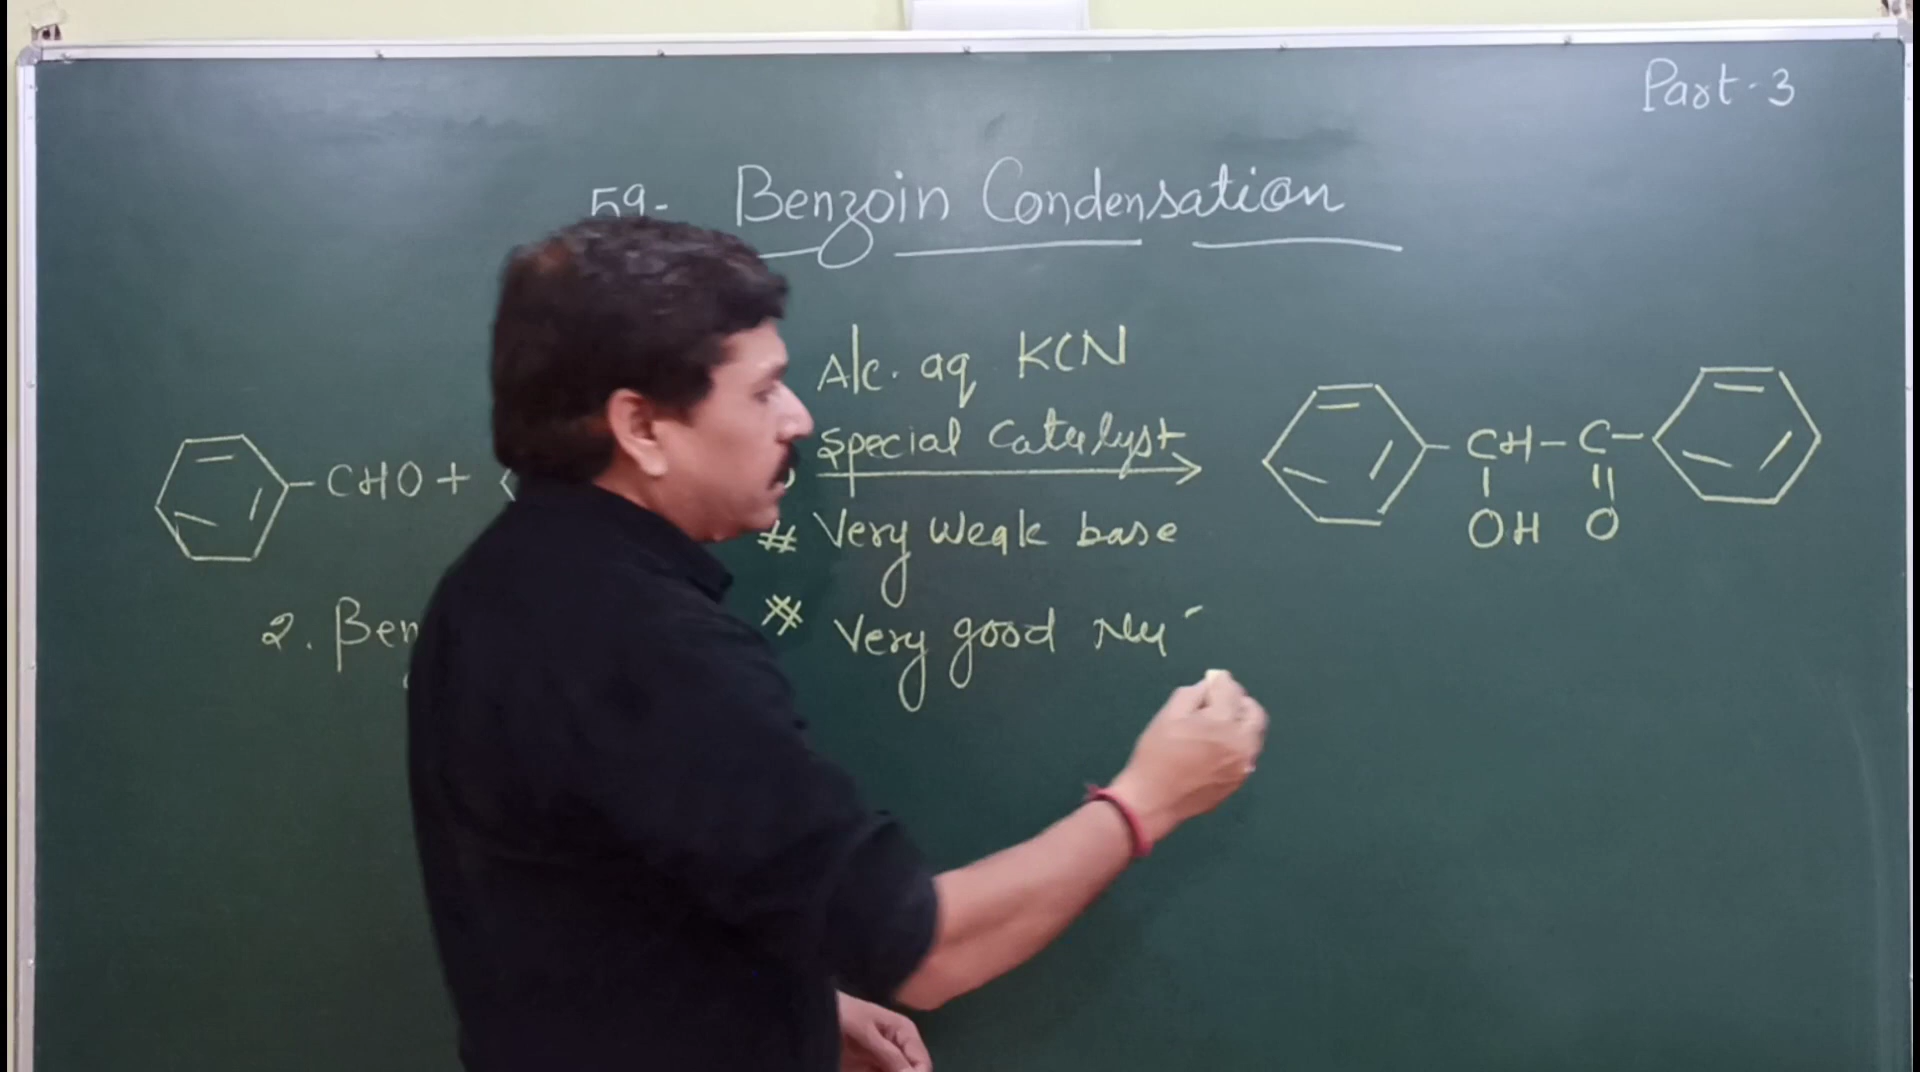 Part-3
59- Benzoin Condensation
Alc. aq KCN
Special Catalyst
CHO +
CH-C-
OH O
# Very weak base
2. Ben
# Very good Nu-